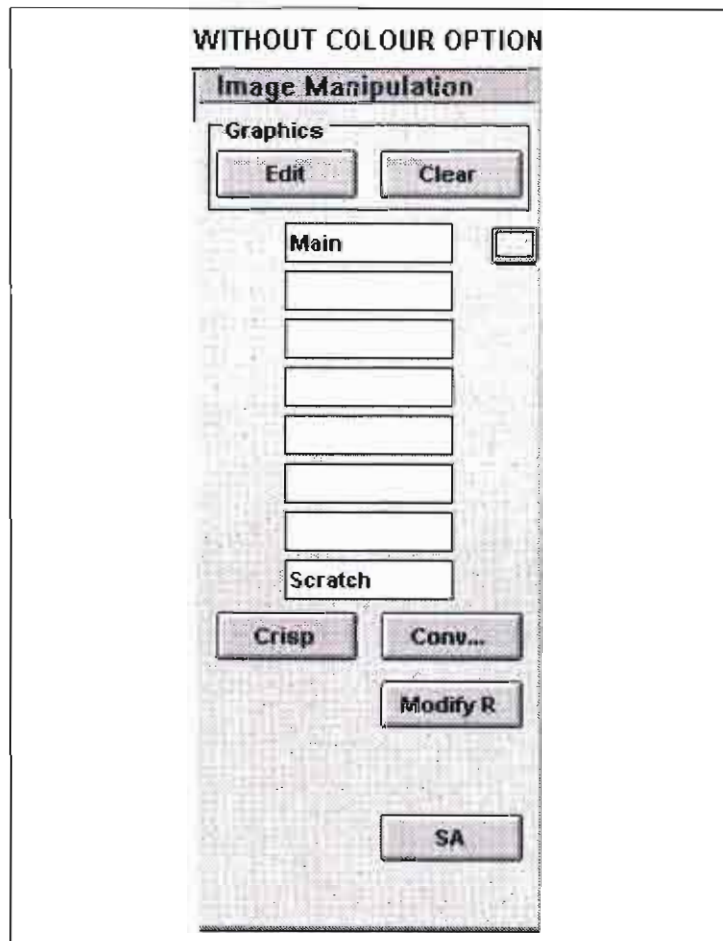 WITHOUT COLOUR OPTION
Image Manipulation
Graphics
Edit Clear
Main
Scratch
Crisp Conv...
Modify R
SA